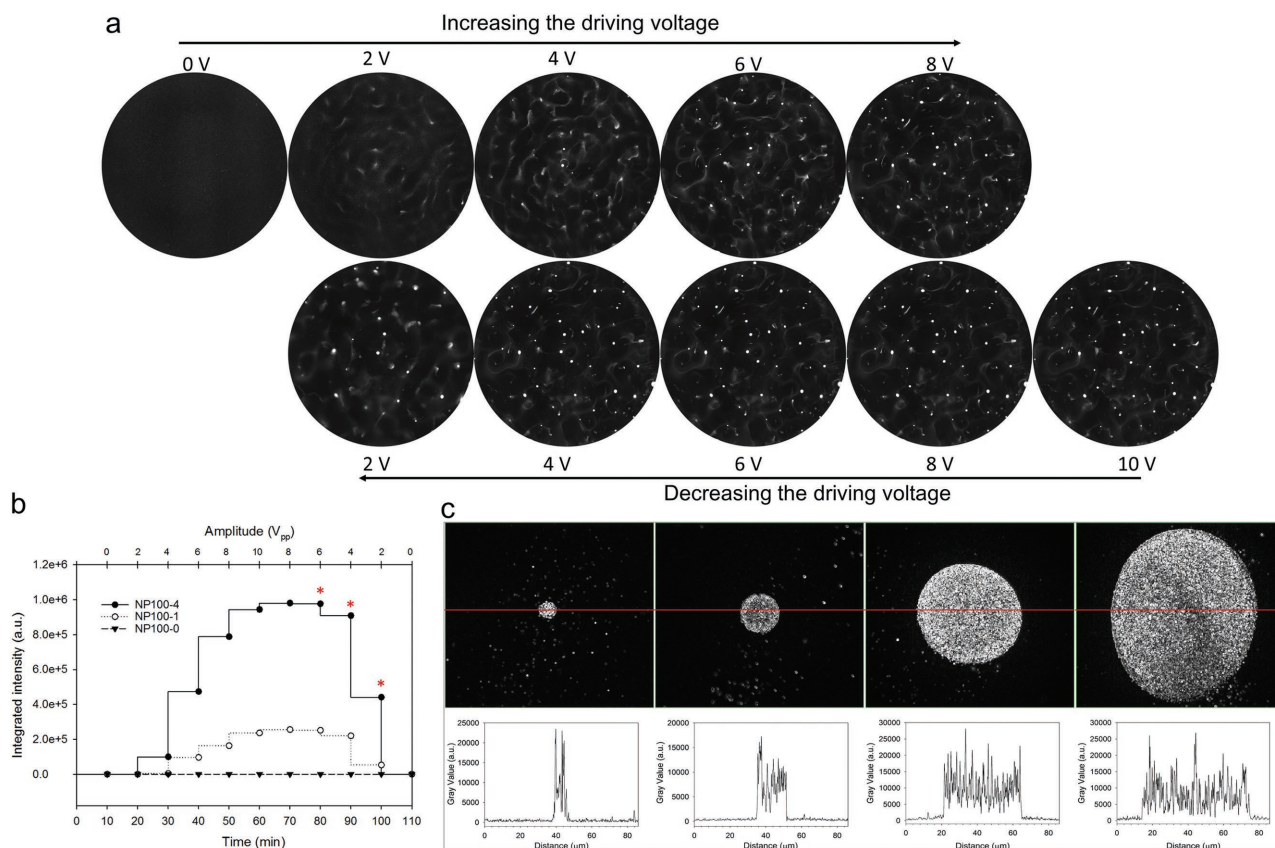 a
Increasing the driving voltage
0 V 2 V 4 V 6 V 8 V
2 V 4 V 6 V 8 V 10 V
Decreasing the driving voltage
b
Amplitude (Vpp)
0 2 4 6 8 10 8 6 4 2 0
1.2e+6
1.0e+6
8.0e+5
6.0e+5
4.0e+5
2.0e+5
0.0
Integrated intensity (a.u.)
NP100-4
NP100-1
NP100-0
* * *
0 10 20 30 40 50 60 70 80 90 100 110
Time (min)
c
25000
20000
15000
10000
5000
0
Gray Value (a.u.)
0 20 40 60 80
Distance (μm)
20000
15000
10000
5000
0
Gray Value (a.u.)
0 20 40 60 80
Distance (μm)
30000
25000
20000
15000
10000
5000
0
Gray Value (a.u.)
0 20 40 60 80
Distance (μm)
30000
25000
20000
15000
10000
5000
0
Gray Value (a.u.)
0 20 40 60 80
Distance (μm)